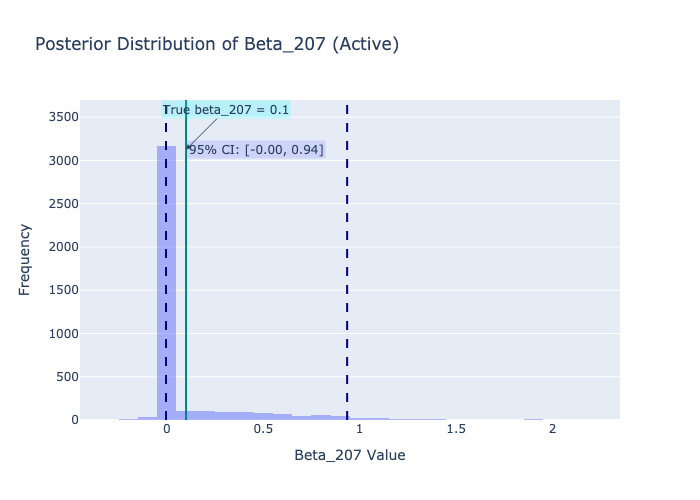 Posterior Distribution of Beta_207 (Active)
True beta_207 = 0.1
95% CI: [-0.00, 0.94]
3500
3000
2500
2000
1500
1000
500
0
Frequency
0
0.5
1
1.5
2
Beta_207 Value